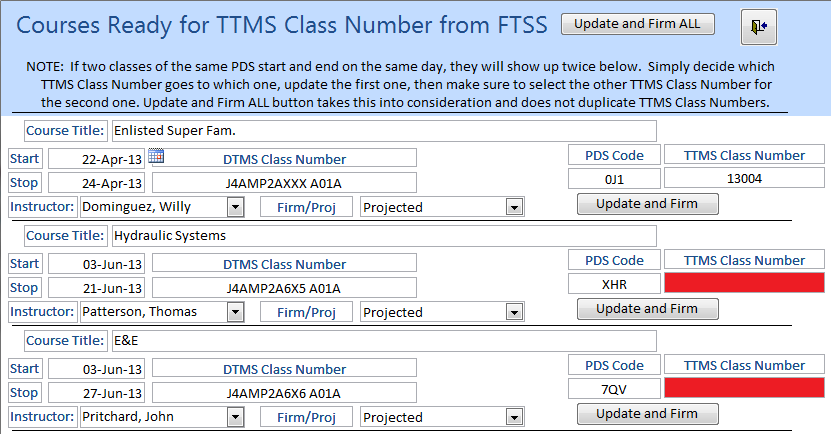 Courses Ready for TTMS Class Number from FTSS Update and Firm ALL
NOTE: If two classes of the same PDS start and end on the same day, they will show up twice below. Simply decide which
TTMS Class Number goes to which one, update the first one, then make sure to select the other TTMS Class Number for
the second one. Update and Firm ALL button takes this into consideration and does not duplicate TTMS Class Numbers.
Course Title: Enlisted Super Fam.
Start 22-Apr-13 DTMS Class Number PDS Code TTMS Class Number
Stop 24-Apr-13 J4AMP2AXXX A01A 0J1 13004
Instructor: Dominguez, Willy Firm/Proj Projected Update and Firm
Course Title: Hydraulic Systems
Start 03-Jun-13 DTMS Class Number PDS Code TTMS Class Number
Stop 21-Jun-13 J4AMP2A6X5 A01A XHR
Instructor: Patterson, Thomas Firm/Proj Projected Update and Firm
Course Title: E&E
Start 03-Jun-13 DTMS Class Number PDS Code TTMS Class Number
Stop 27-Jun-13 J4AMP2A6X6 A01A 7QV
Instructor: Pritchard, John Firm/Proj Projected Update and Firm